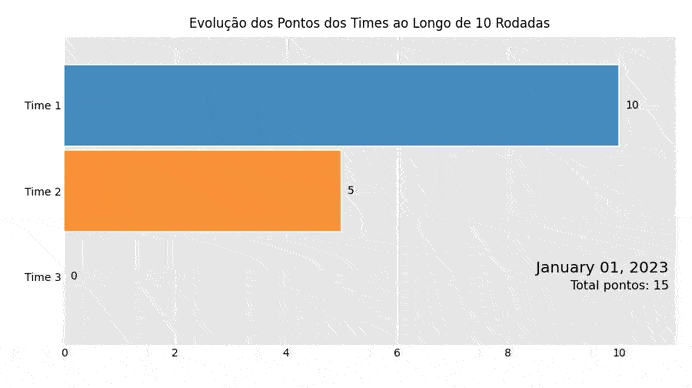 Evolução dos Pontos dos Times ao Longo de 10 Rodadas
Time 1
10
Time 2
5
Time 3
0
January 01, 2023
Total pontos: 15
0 2 4 6 8 10